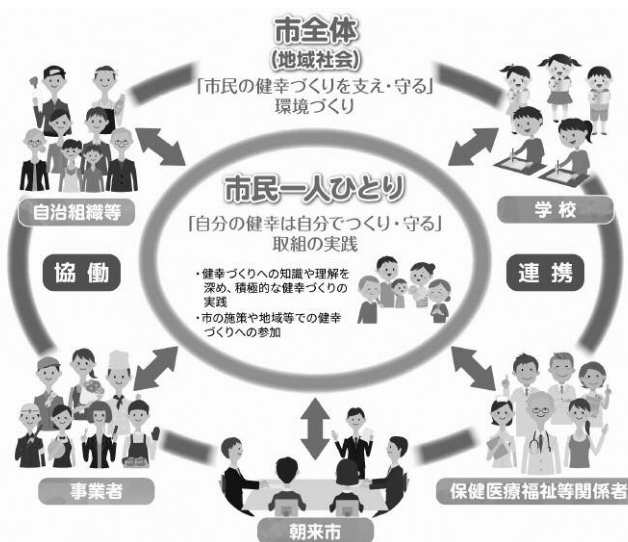 市全体
(地域社会)
「市民の健幸づくりを支え・守る」
環境づくり
自治組織等
学校
市民一人ひとり
「自分の健幸は自分でつくり・守る」
取組の実践
・健幸づくりへの知識や理解を
深め、積極的な健幸づくりの
実践
・市の施策や地域等での健幸
づくりへの参加
協働
連携
事業者
朝来市
保健医療福祉等関係者